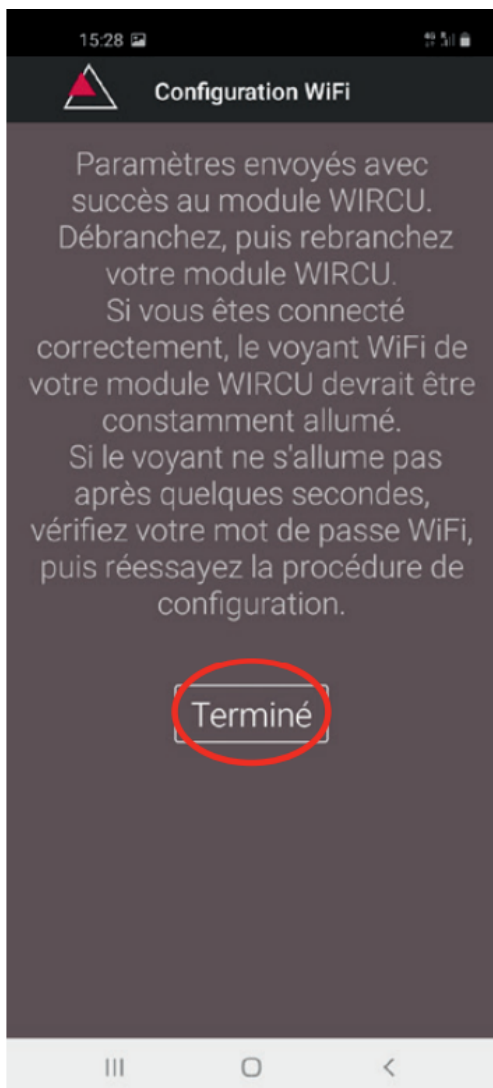 15:28
Configuration WiFi
Paramètres envoyés avec
succès au module WIRCU.
Débranchez, puis rebranchez
votre module WIRCU.
Si vous êtes connecté
correctement, le voyant WiFi de
votre module WIRCU devrait être
constamment allumé.
Si le voyant ne s'allume pas
après quelques secondes,
vérifiez votre mot de passe WiFi,
puis réessayez la procédure de
configuration.
Terminé